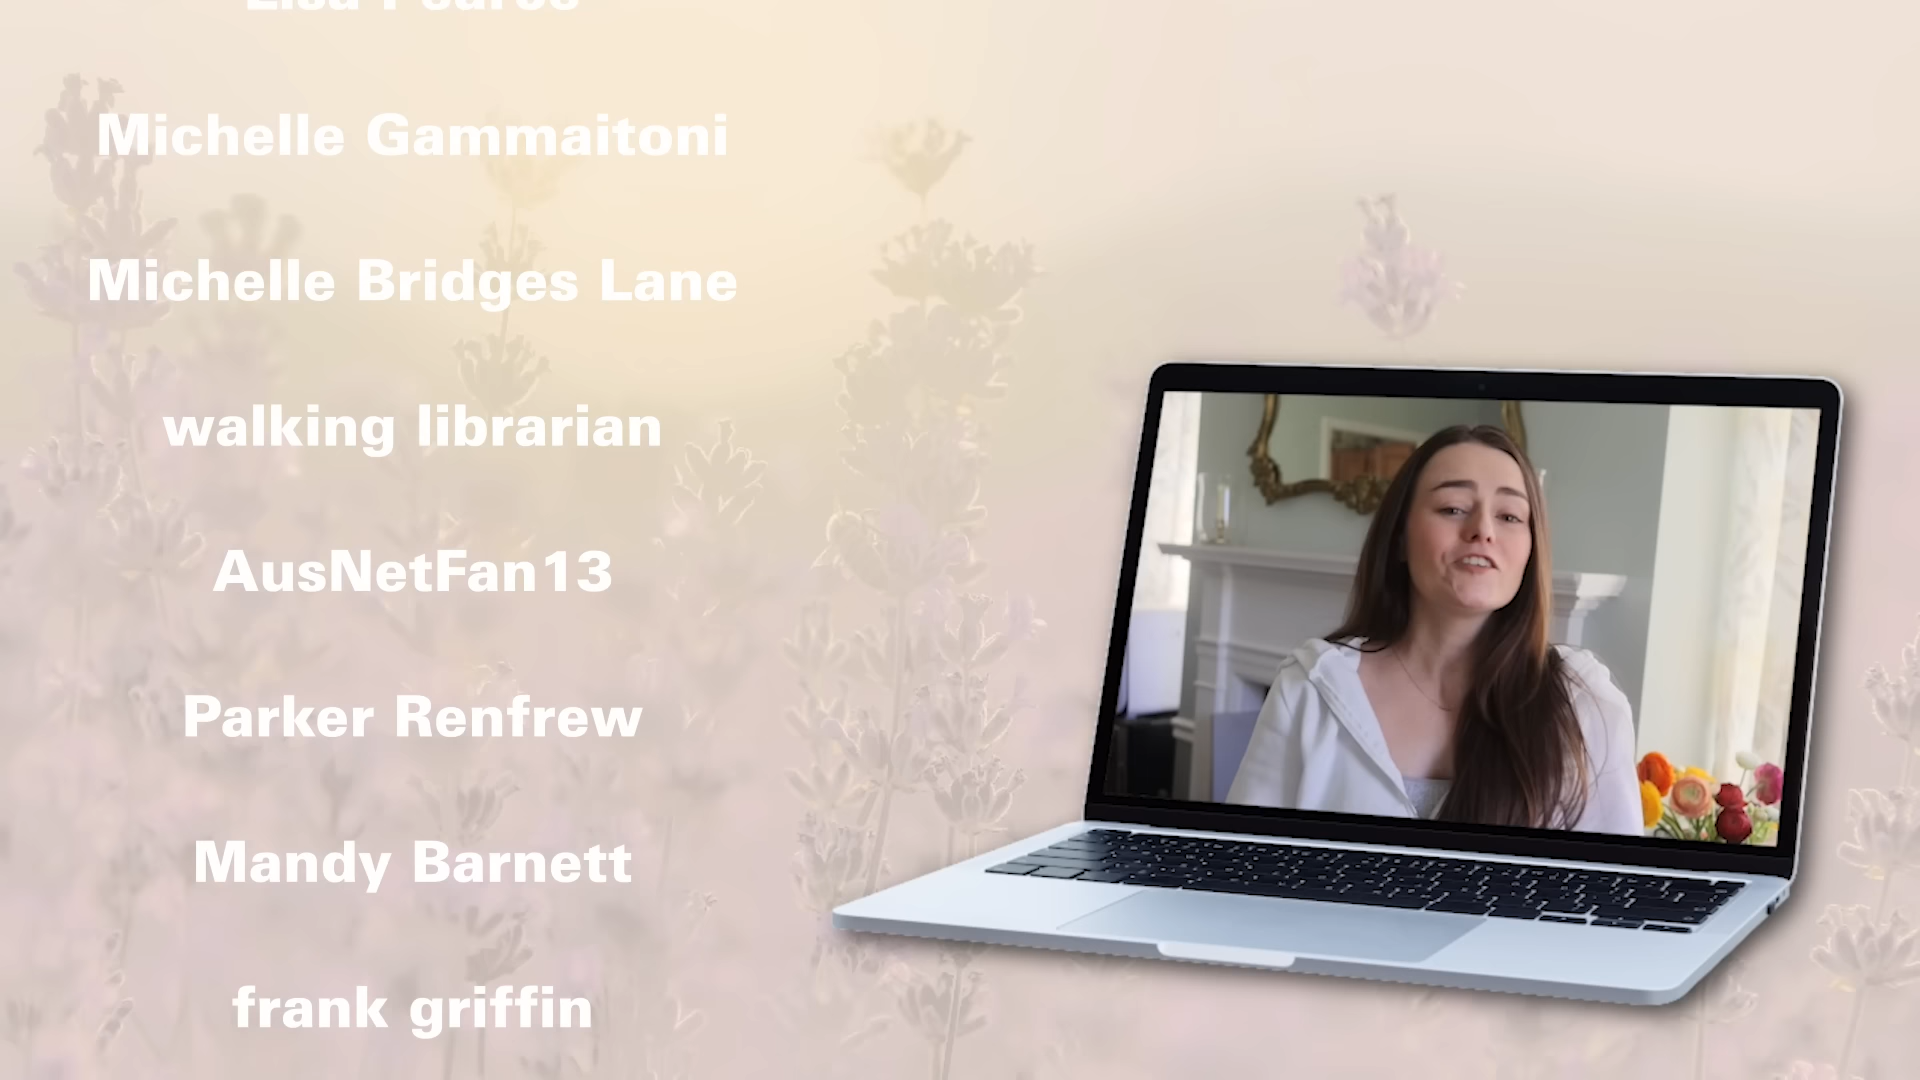 Michelle Gammaitoni
Michelle Bridges Lane
walking librarian
AusNetFan13
Parker Renfrew
Mandy Barnett
frank griffin